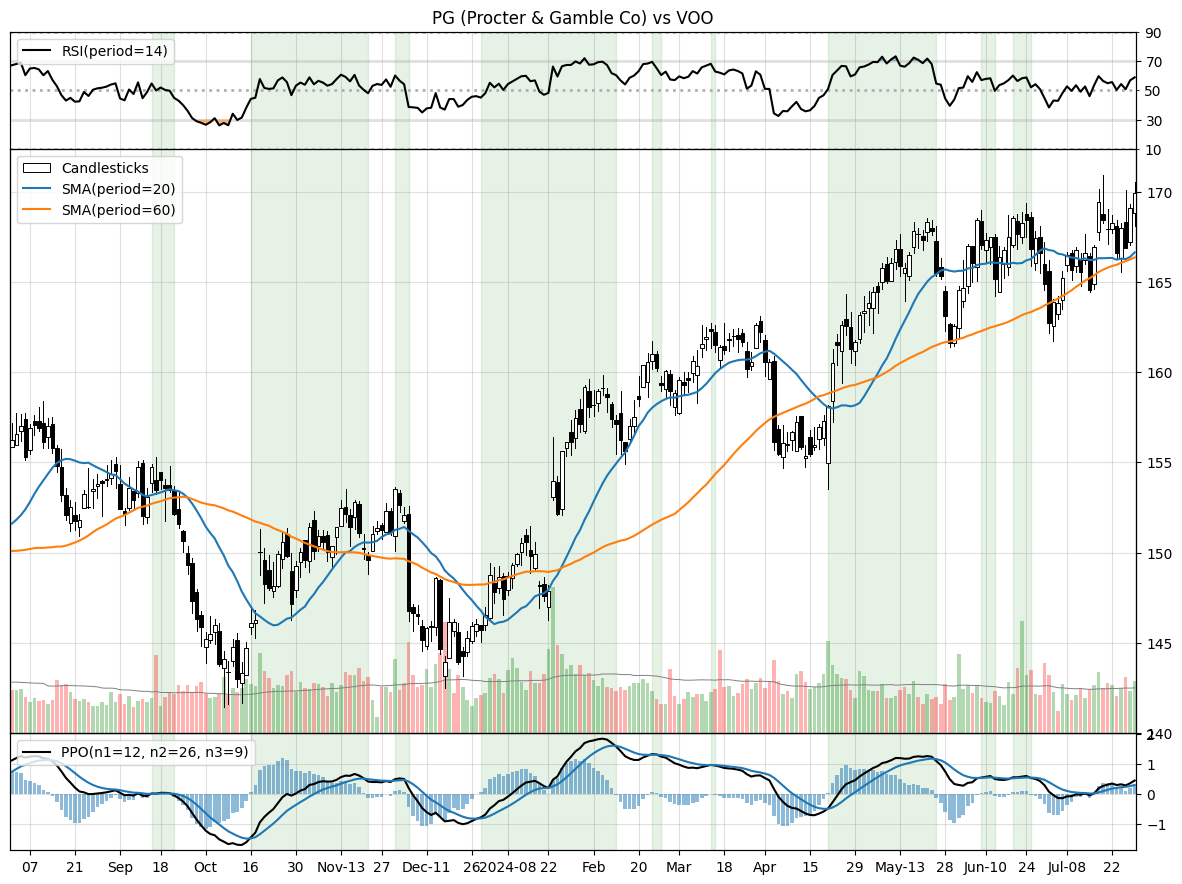 PG (Procter & Gamble Co) vs VOO
RSI(period=14)
90
70
50
30
10
Candlesticks
SMA(period=20)
SMA(period=60)
170
165
160
155
150
145
140
PPO(n1=12, n2=26, n3=9)
2
1
0
−1
07 21 Sep 18 Oct 16 30 Nov-13 27 Dec-11 26 2024-08 22 Feb 20 Mar 18 Apr 15 29 May-13 28 Jun-10 24 Jul-08 22